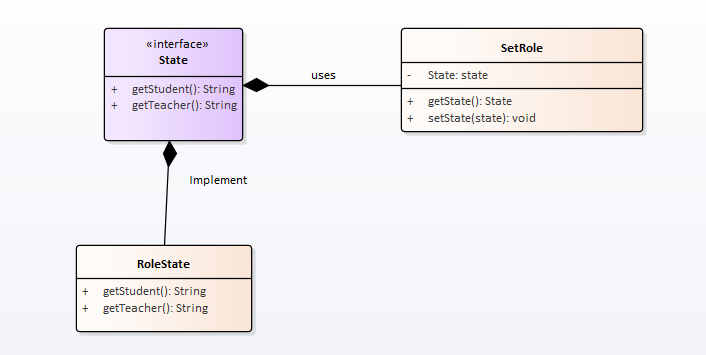 «interface»
State
+ getStudent(): String
+ getTeacher(): String
uses
SetRole
- State: state
+ getState(): State
+ setState(state): void
Implement
RoleState
+ getStudent(): String
+ getTeacher(): String